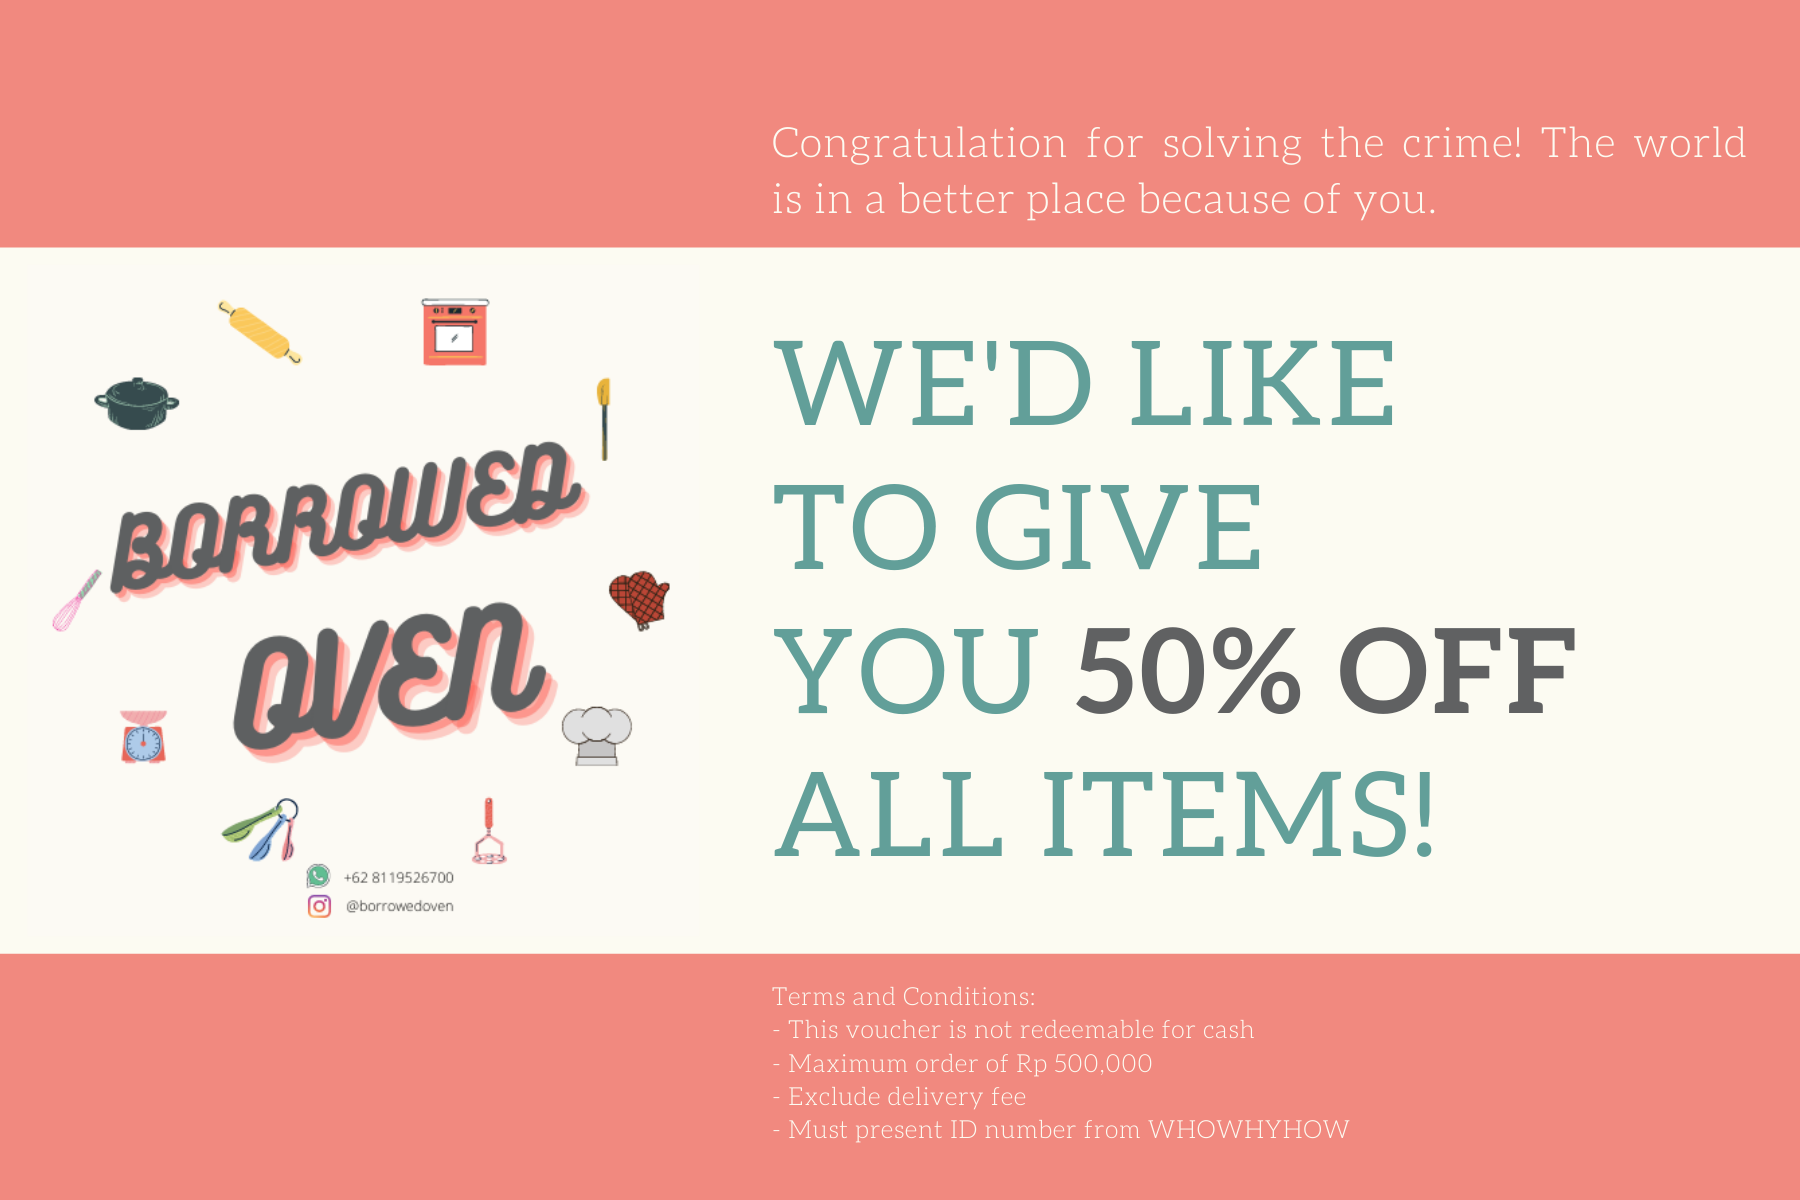 Congratulation for solving the crime! The world
is in a better place because of you.
BORROWED
OVEN
+62 8119526700
@borrowedoven
WE'D LIKE
TO GIVE
YOU 50% OFF
ALL ITEMS!
Terms and Conditions:
- This voucher is not redeemable for cash
- Maximum order of Rp 500,000
- Exclude delivery fee
- Must present ID number from WHOWHYHOW